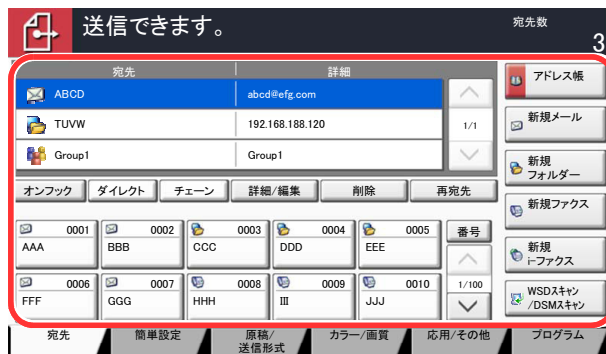 送信できます。
宛先数
3
宛先 詳細
ABCD abcd@efg.com
TUVW 192.168.188.120
Group1 Group1
1/1
オンフック ダイレクト チェーン 詳細/編集 削除 再宛先
0001 0002 0003 0004 0005
AAA BBB CCC DDD EEE
0006 0007 0008 0009 0010
FFF GGG HHH III JJJ
番号
1/100
アドレス帳
新規メール
新規
フォルダー
新規ファクス
新規
i-ファクス
WSDスキャン
/DSMスキャン
宛先 簡単設定 原稿/
送信形式 カラー/画質 応用/その他 プログラム